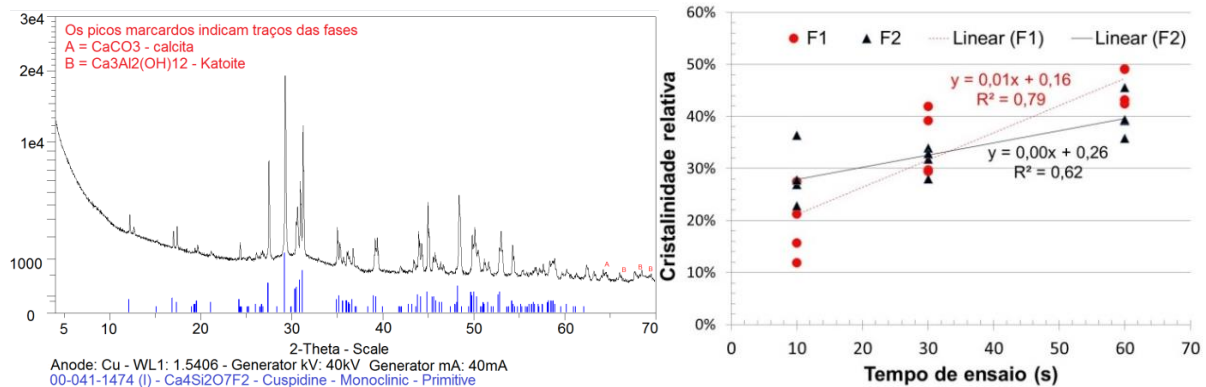 3e4
2e4
1e4
1000
0
Os picos marcardos indicam traços das fases
A = CaCO3 - calcita
B = Ca3Al2(OH)12 - Katoite
A
B
B
B
5
10
20
30
40
50
60
70
2-Theta - Scale
Anode: Cu - WL1: 1.5406 - Generator kV: 40kV Generator mA: 40mA
00-041-1474 (I) - Ca4Si2O7F2 - Cuspidine - Monoclinic - Primitive
Cristalinidade relativa
60%
50%
40%
30%
20%
10%
0%
F1 F2 Linear (F1) Linear (F2)
y = 0,01x + 0,16
R² = 0,79
y = 0,00x + 0,26
R² = 0,62
0 10 20 30 40 50 60 70
Tempo de ensaio (s)